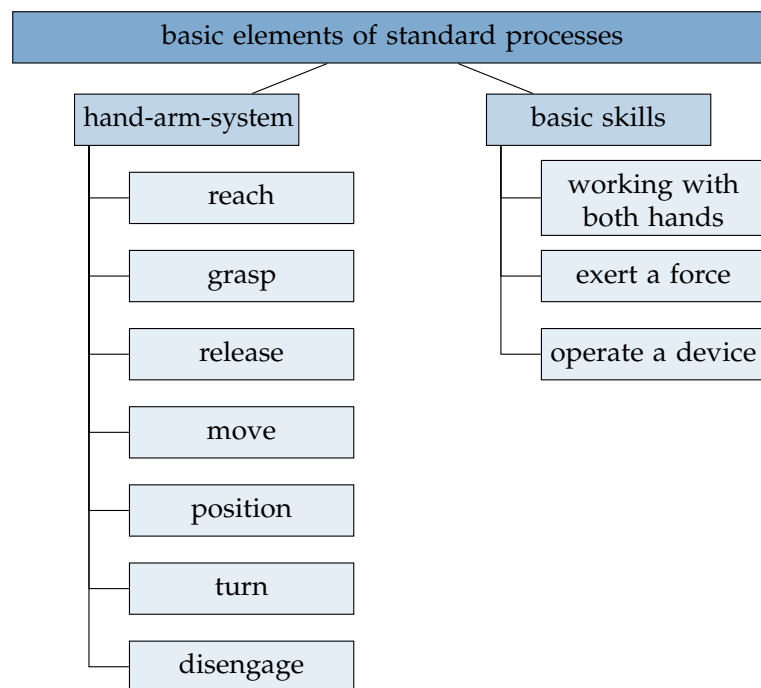 basic elements of standard processes
hand-arm-system
reach
grasp
release
move
position
turn
disengage
basic skills
working with
both hands
exert a force
operate a device